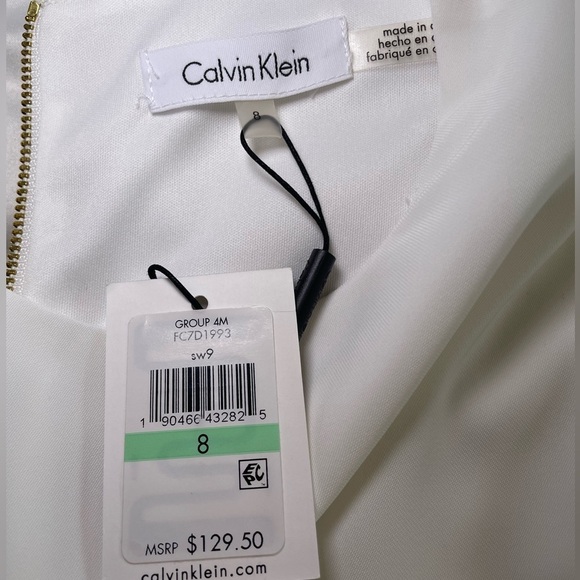 Calvin Klein
made in
hecho en
fabriqué en
8
GROUP 4M
FC7D1993
sw9
1 90466 43282 5
8
EPC
MSRP $129.50
calvinklein.com